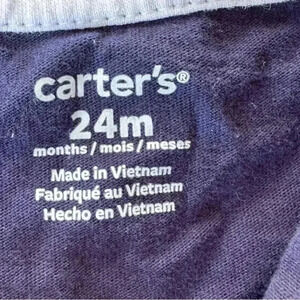 carter's®
24m
months / mois / meses
Made in Vietnam
Fabriqué au Vietnam
Hecho en Vietnam